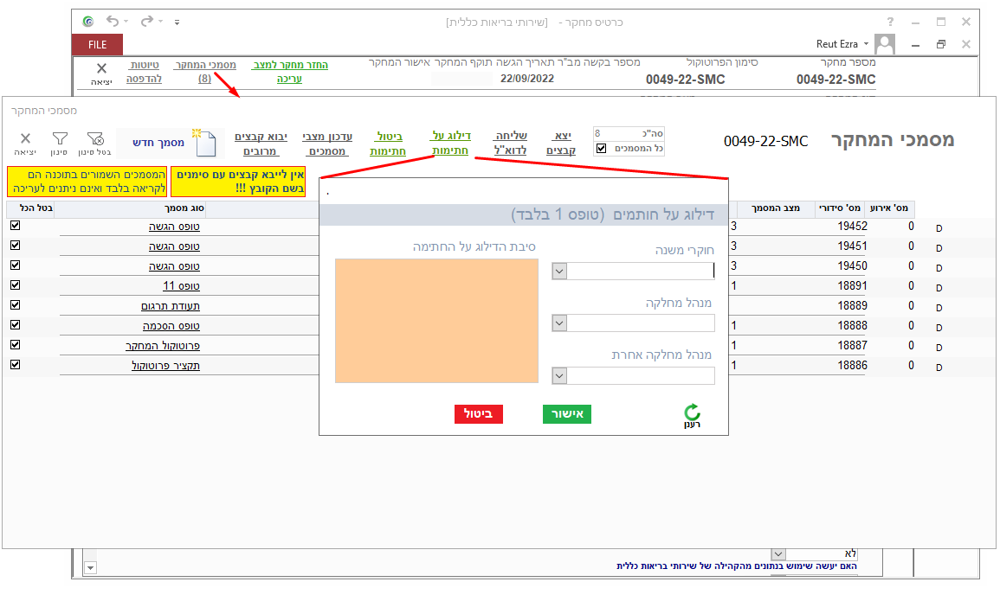 כרטיס מחקר - [שירותי בריאות כללית]
?
FILE
Reut Ezra
מספר מחקר
סימון הפרוטוקול
מספר בקשה מב"ר
תאריך הגשה
תוקף המחקר
אישור המחקר
החזר מחקר למצב
עריכה
מסמכי המחקר
(8)
טיוטות
להדפסה
יציאה
0049-22-SMC
0049-22-SMC
22/09/2022
מסמכי המחקר
מסמכי המחקר
0049-22-SMC
סה"כ
8
כל המסמכים
יצא
קבצים
שליחה
לדוא"ל
דילוג על
חתימות
ביטול
חתימות
עדכון מצבי
מסמכים
יבוא קבצים
מרובים
מסמך חדש
בטל סינון
סינון
יציאה
אין לייבא קבצים עם סימנים
בשם הקובץ !!!
המסמכים השמורים בתוכנה הם
לקריאה בלבד ואינם ניתנים לעריכה
מס' אירוע
מס' סידורי
מצב המסמך
סוג מסמך
בטל הכל
D 0 19452 3 טופס הגשה
D 0 19451 3 טופס הגשה
D 0 19450 3 טופס הגשה
D 0 18891 1 טופס 11
D 0 18889 תעודת תרגום
D 0 18888 1 טופס הסכמה
D 0 18887 1 פרוטוקול המחקר
D 0 18886 1 תקציר פרוטוקול
.
דילוג על חותמים (טופס 1 בלבד)
חוקרי משנה
סיבת הדילוג על החתימה
מנהל מחלקה
מנהל מחלקה אחרת
רענן
אישור
ביטול
לא
האם יעשה שימוש בנתונים מהקהילה של שירותי בריאות כללית